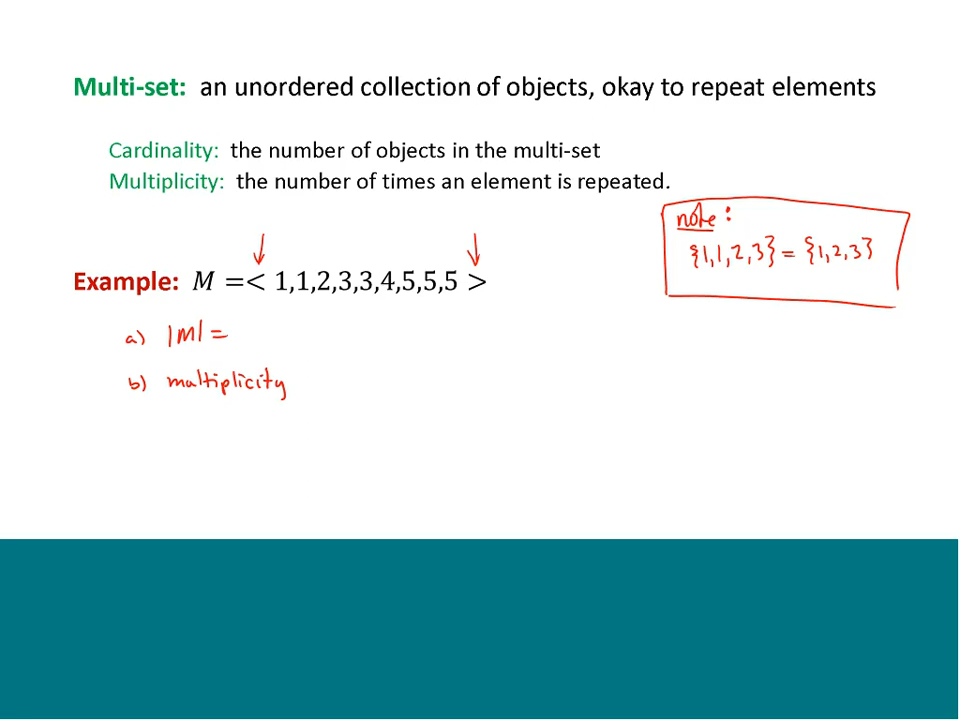 Multi-set: an unordered collection of objects, okay to repeat elements
Cardinality: the number of objects in the multi-set
Multiplicity: the number of times an element is repeated.
note:
{1,1,2,3} = {1,2,3}
Example: M =< 1,1,2,3,3,4,5,5,5 >
a) |M| =
b) multiplicity